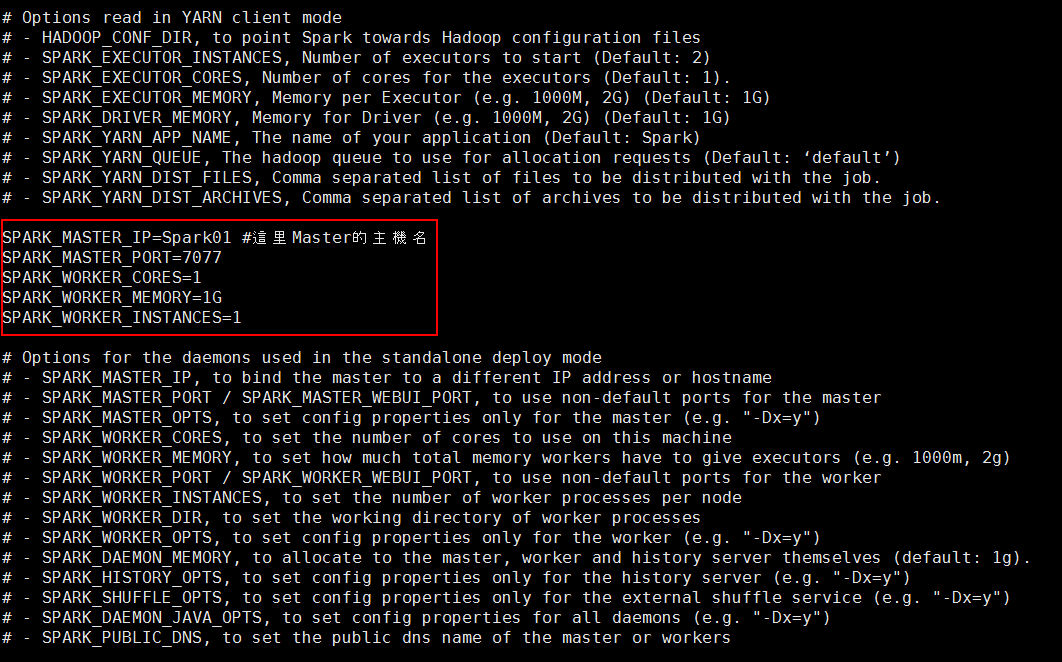 # Options read in YARN client mode
# - HADOOP_CONF_DIR, to point Spark towards Hadoop configuration files
# - SPARK_EXECUTOR_INSTANCES, Number of executors to start (Default: 2)
# - SPARK_EXECUTOR_CORES, Number of cores for the executors (Default: 1).
# - SPARK_EXECUTOR_MEMORY, Memory per Executor (e.g. 1000M, 2G) (Default: 1G)
# - SPARK_DRIVER_MEMORY, Memory for Driver (e.g. 1000M, 2G) (Default: 1G)
# - SPARK_YARN_APP_NAME, The name of your application (Default: Spark)
# - SPARK_YARN_QUEUE, The hadoop queue to use for allocation requests (Default: ‘default’)
# - SPARK_YARN_DIST_FILES, Comma separated list of files to be distributed with the job.
# - SPARK_YARN_DIST_ARCHIVES, Comma separated list of archives to be distributed with the job.
SPARK_MASTER_IP=Spark01 #這里Master的主機名
SPARK_MASTER_PORT=7077
SPARK_WORKER_CORES=1
SPARK_WORKER_MEMORY=1G
SPARK_WORKER_INSTANCES=1
# Options for the daemons used in the standalone deploy mode
# - SPARK_MASTER_IP, to bind the master to a different IP address or hostname
# - SPARK_MASTER_PORT / SPARK_MASTER_WEBUI_PORT, to use non-default ports for the master
# - SPARK_MASTER_OPTS, to set config properties only for the master (e.g. "-Dx=y")
# - SPARK_WORKER_CORES, to set the number of cores to use on this machine
# - SPARK_WORKER_MEMORY, to set how much total memory workers have to give executors (e.g. 1000m, 2g)
# - SPARK_WORKER_PORT / SPARK_WORKER_WEBUI_PORT, to use non-default ports for the worker
# - SPARK_WORKER_INSTANCES, to set the number of worker processes per node
# - SPARK_WORKER_DIR, to set the working directory of worker processes
# - SPARK_WORKER_OPTS, to set config properties only for the worker (e.g. "-Dx=y")
# - SPARK_DAEMON_MEMORY, to allocate to the master, worker and history server themselves (default: 1g).
# - SPARK_HISTORY_OPTS, to set config properties only for the history server (e.g. "-Dx=y")
# - SPARK_SHUFFLE_OPTS, to set config properties only for the external shuffle service (e.g. "-Dx=y")
# - SPARK_DAEMON_JAVA_OPTS, to set config properties for all daemons (e.g. "-Dx=y")
# - SPARK_PUBLIC_DNS, to set the public dns name of the master or workers